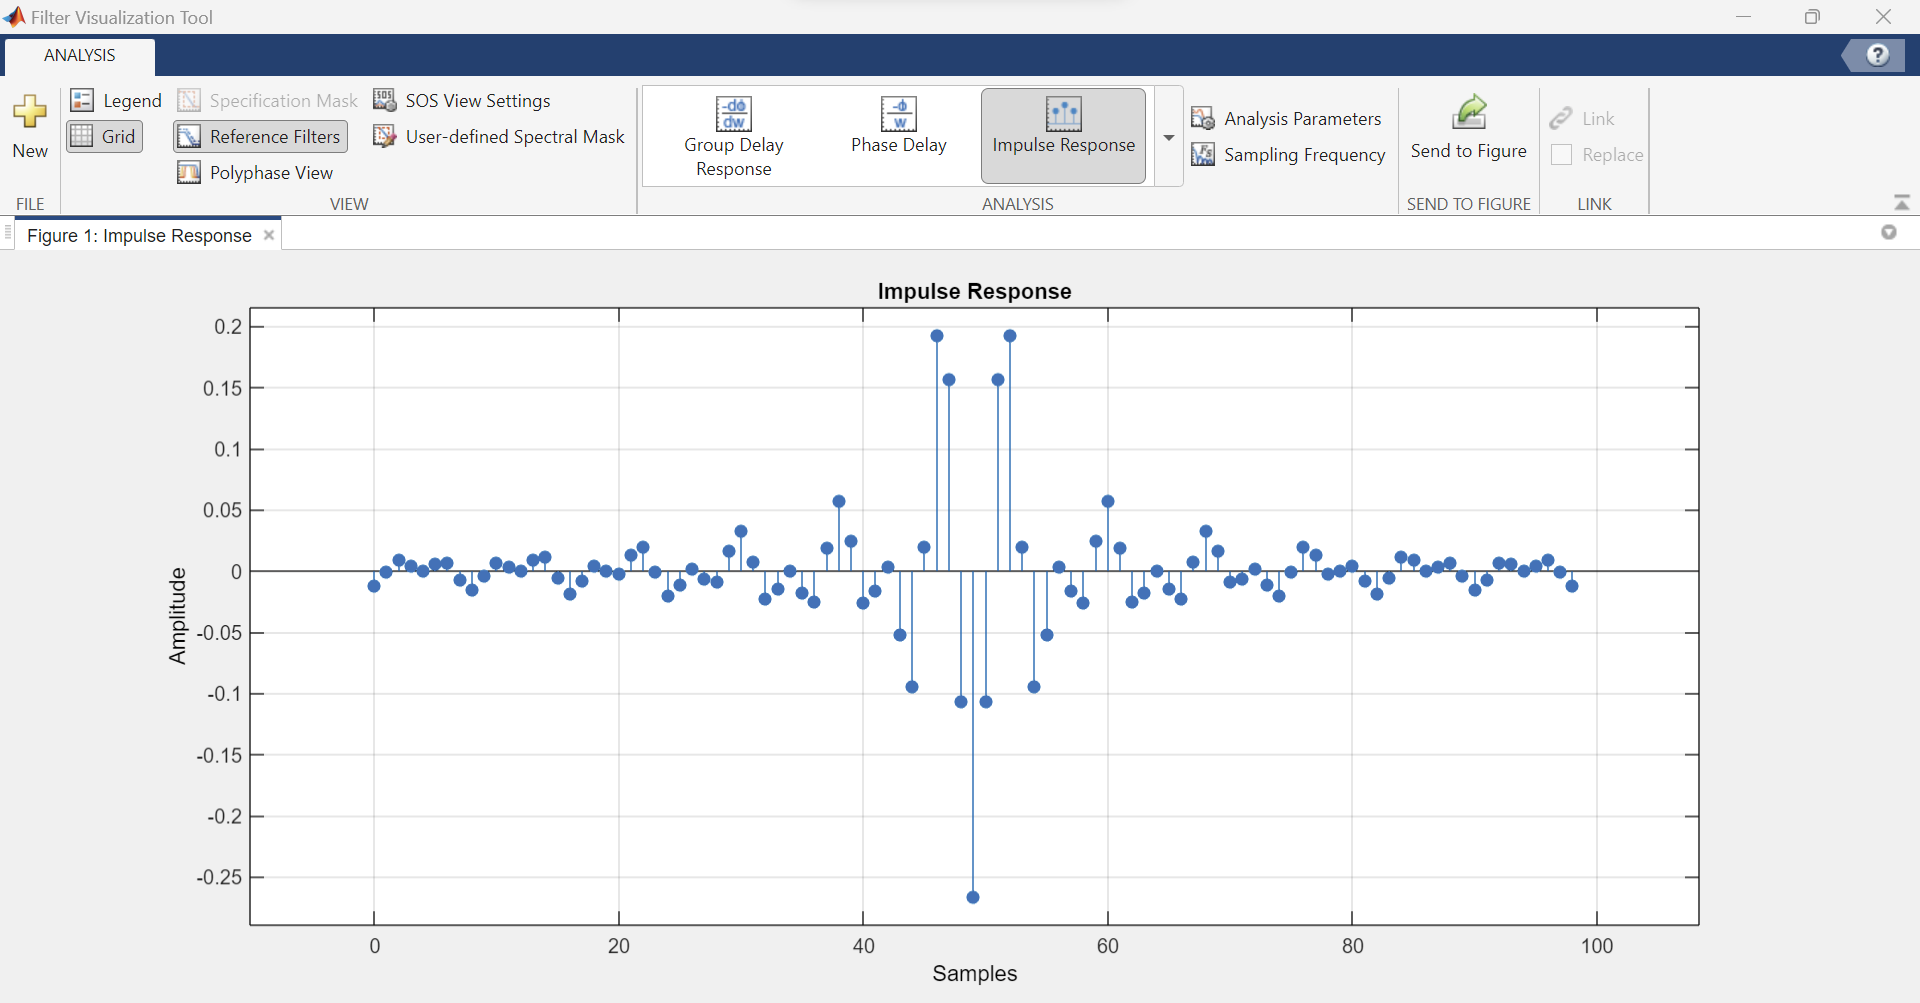 Filter Visualization Tool
ANALYSIS
?
New
FILE
Legend
Specification Mask
SOS View Settings
Grid
Reference Filters
User-defined Spectral Mask
Polyphase View
VIEW
-dϕ
dw
Group Delay
Response
-ϕ
w
Phase Delay
Impulse Response
Analysis Parameters
Fs
Sampling Frequency
ANALYSIS
Send to Figure
SEND TO FIGURE
Link
Replace
LINK
Figure 1: Impulse Response
Impulse Response
0.2
0.15
0.1
0.05
0
-0.05
-0.1
-0.15
-0.2
-0.25
Amplitude
0 20 40 60 80 100
Samples